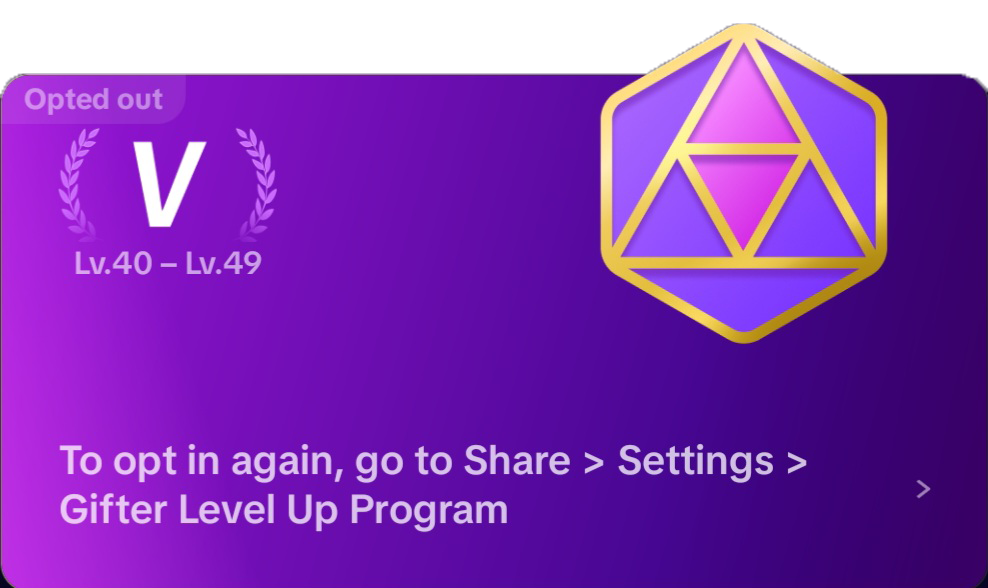 Opted out
V
Lv.40 – Lv.49
To opt in again, go to Share > Settings >
Gifter Level Up Program